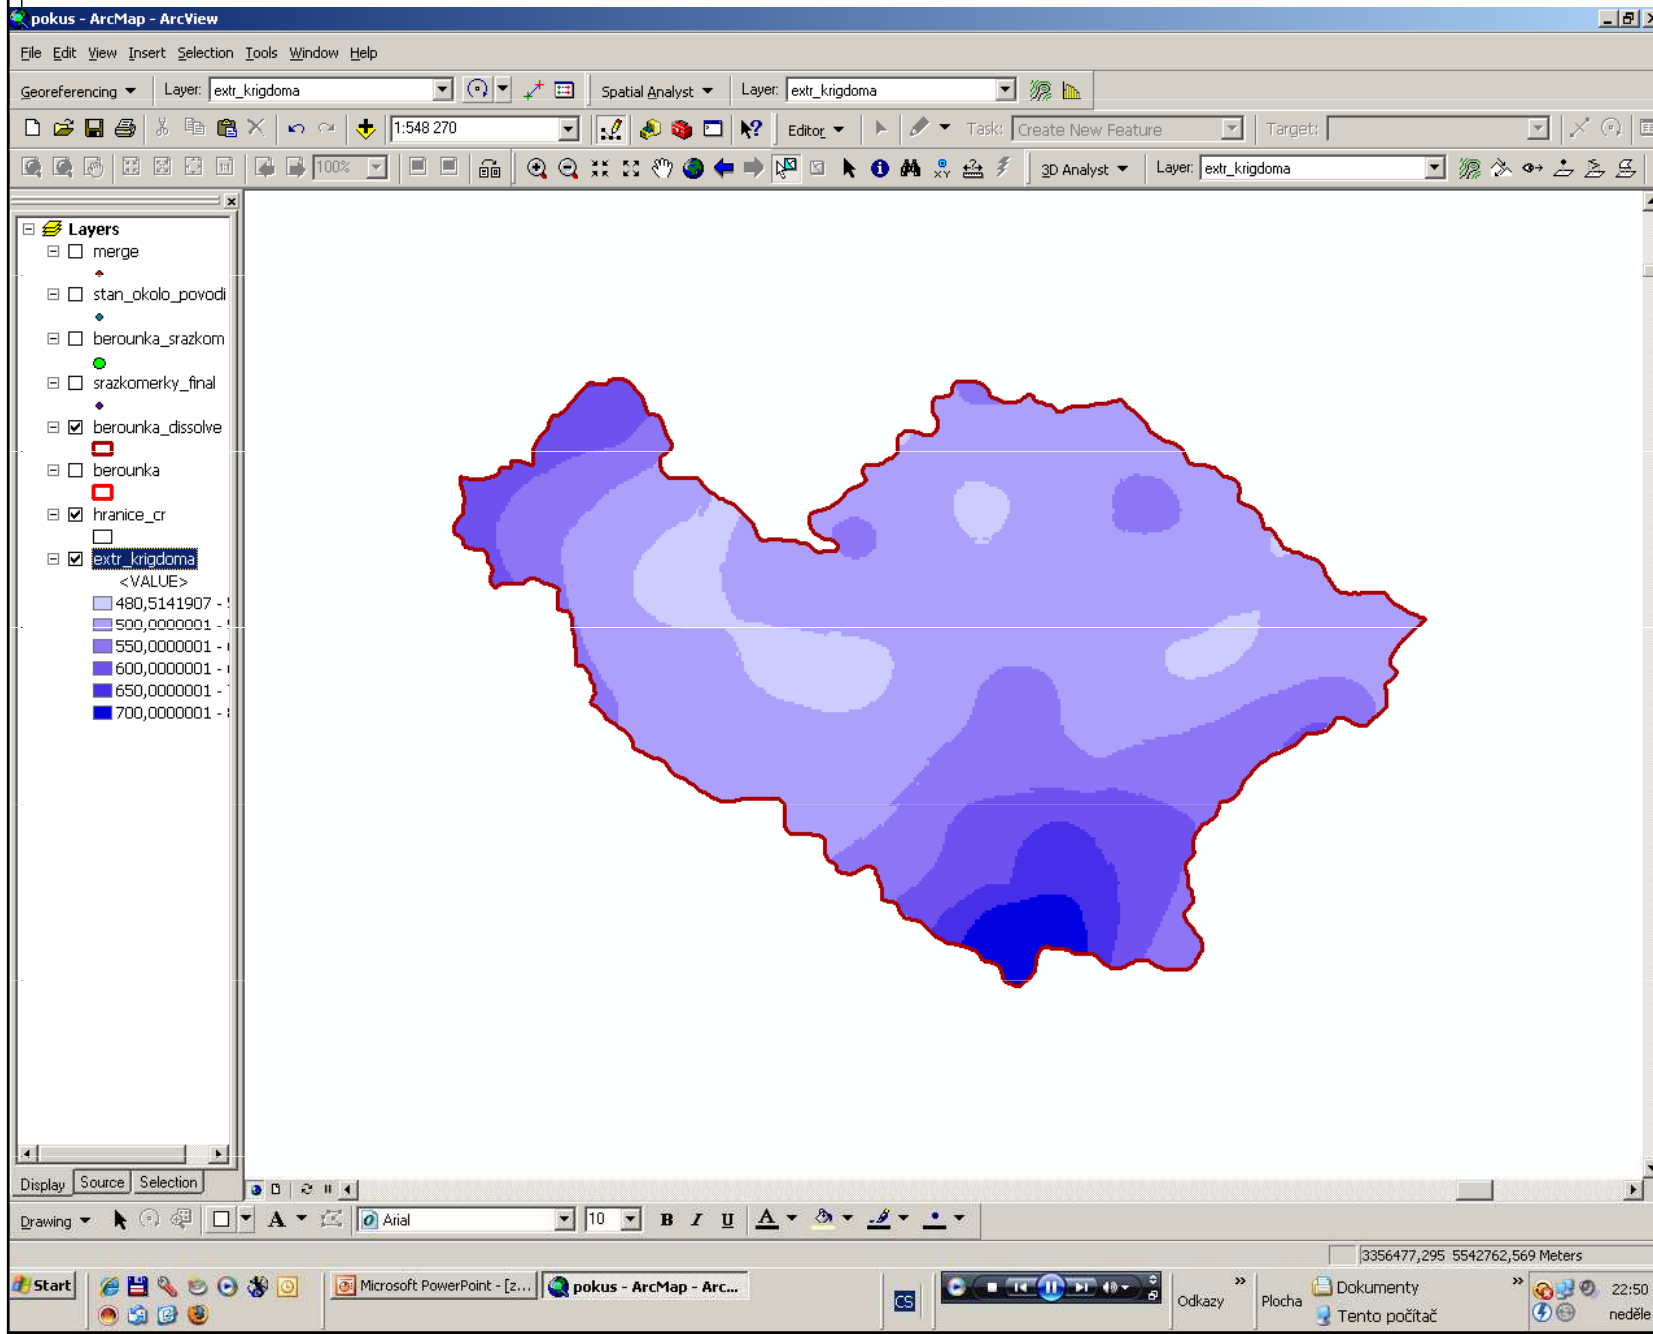 pokus - ArcMap - ArcView
File Edit View Insert Selection Tools Window Help
Georeferencing Layer: extr_krigdoma Spatial Analyst Layer: extr_krigdoma
1:548 270 Editor Task: Create New Feature Target:
100% 3D Analyst Layer: extr_krigdoma
Layers
merge
stan_okolo_povodi
berounka_srazkom
srazkomerky_final
berounka_dissolve
berounka
hranice_cr
extr_krigdoma
<VALUE>
480,5141907 -
500,0000001 -
550,0000001 -
600,0000001 -
650,0000001 -
700,0000001 -
Display Source Selection
Drawing A Arial 10 B I U A
3356477,295 5542762,569 Meters
Start Microsoft PowerPoint - [z... pokus - ArcMap - Arc... CS Odkazy Plocha Dokumenty 22:50
Tento počítač neděle